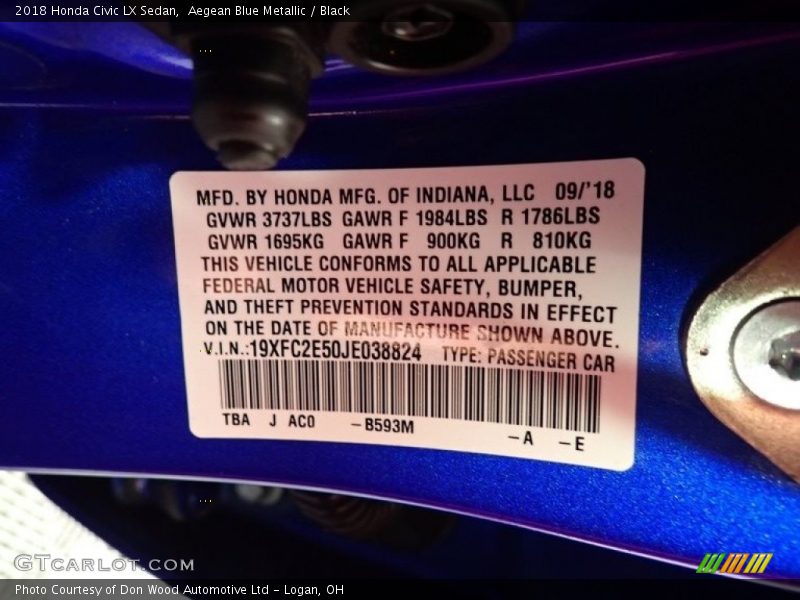 2018 Honda Civic LX Sedan,  Aegean Blue Metallic / Black
MFD. BY HONDA MFG. OF INDIANA, LLC 09/'18
GVWR 3737LBS GAWR F 1984LBS R 1786LBS
GVWR 1695KG GAWR F 900KG R 810KG
THIS VEHICLE CONFORMS TO ALL APPLICABLE
FEDERAL MOTOR VEHICLE SAFETY, BUMPER,
AND THEFT PREVENTION STANDARDS IN EFFECT
ON THE DATE OF MANUFACTURE SHOWN ABOVE.
V.I.N.:19XFC2E50JE038824 TYPE: PASSENGER CAR
TBA J AC0 -B593M -A -E
GTCARLOT.COM
Photo Courtesy of Don Wood Automotive Ltd - Logan, OH